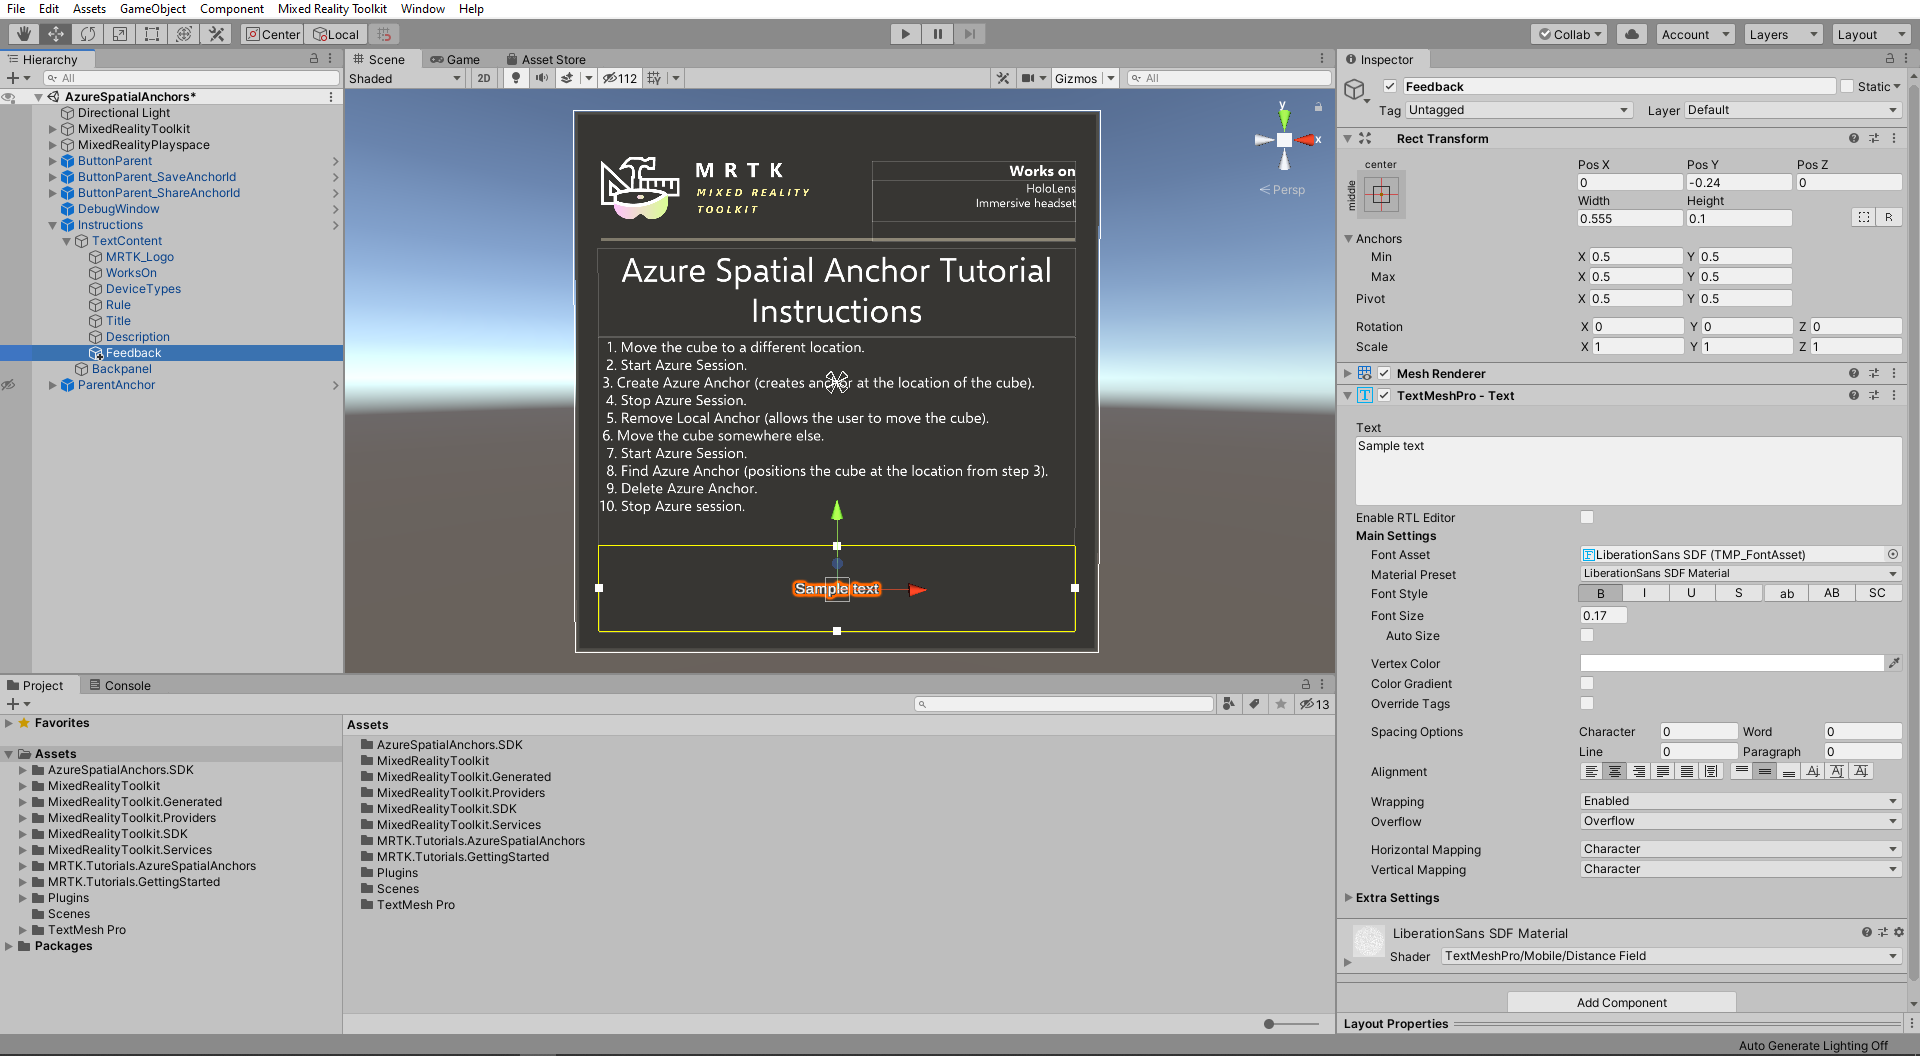 File Edit Assets GameObject Component Mixed Reality Toolkit Window Help
Center Local Collab Account Layers Layout
Hierarchy
All
AzureSpatialAnchors*
Directional Light
MixedRealityToolkit
MixedRealityPlayspace
ButtonParent
ButtonParent_SaveAnchorId
ButtonParent_ShareAnchorId
DebugWindow
Instructions
TextContent
MRTK_Logo
WorksOn
DeviceTypes
Rule
Title
Description
Feedback
Backpanel
ParentAnchor
Scene Game Asset Store
Shaded 2D 112 Gizmos All
y
x
Persp
MRTK
MIXED REALITY
TOOLKIT
Works on
HoloLens
Immersive headset
Azure Spatial Anchor Tutorial
Instructions
1. Move the cube to a different location.
2. Start Azure Session.
3. Create Azure Anchor (creates anchor at the location of the cube).
4. Stop Azure Session.
5. Remove Local Anchor (allows the user to move the cube).
6. Move the cube somewhere else.
7. Start Azure Session.
8. Find Azure Anchor (positions the cube at the location from step 3).
9. Delete Azure Anchor.
10. Stop Azure session.
Sample text
Project Console
13
Favorites
Assets
AzureSpatialAnchors.SDK
MixedRealityToolkit
MixedRealityToolkit.Generated
MixedRealityToolkit.Providers
MixedRealityToolkit.SDK
MixedRealityToolkit.Services
MRTK.Tutorials.AzureSpatialAnchors
MRTK.Tutorials.GettingStarted
Plugins
Scenes
TextMesh Pro
Packages
Assets
AzureSpatialAnchors.SDK
MixedRealityToolkit
MixedRealityToolkit.Generated
MixedRealityToolkit.Providers
MixedRealityToolkit.SDK
MixedRealityToolkit.Services
MRTK.Tutorials.AzureSpatialAnchors
MRTK.Tutorials.GettingStarted
Plugins
Scenes
TextMesh Pro
Inspector
Feedback Static
Tag Untagged Layer Default
Rect Transform
center
middle
Pos X Pos Y Pos Z
0 -0.24 0
Width Height
0.555 0.1 R
Anchors
Min X 0.5 Y 0.5
Max X 0.5 Y 0.5
Pivot X 0.5 Y 0.5
Rotation X 0 Y 0 Z 0
Scale X 1 Y 1 Z 1
Mesh Renderer
TextMeshPro - Text
Text
Sample text
Enable RTL Editor
Main Settings
Font Asset LiberationSans SDF (TMP_FontAsset)
Material Preset LiberationSans SDF Material
Font Style B I U S ab AB SC
Font Size 0.17
Auto Size
Vertex Color
Color Gradient
Override Tags
Spacing Options Character 0 Word 0
Line 0 Paragraph 0
Alignment
Wrapping Enabled
Overflow Overflow
Horizontal Mapping Character
Vertical Mapping Character
Extra Settings
LiberationSans SDF Material
Shader TextMeshPro/Mobile/Distance Field
Add Component
Layout Properties
Auto Generate Lighting Off